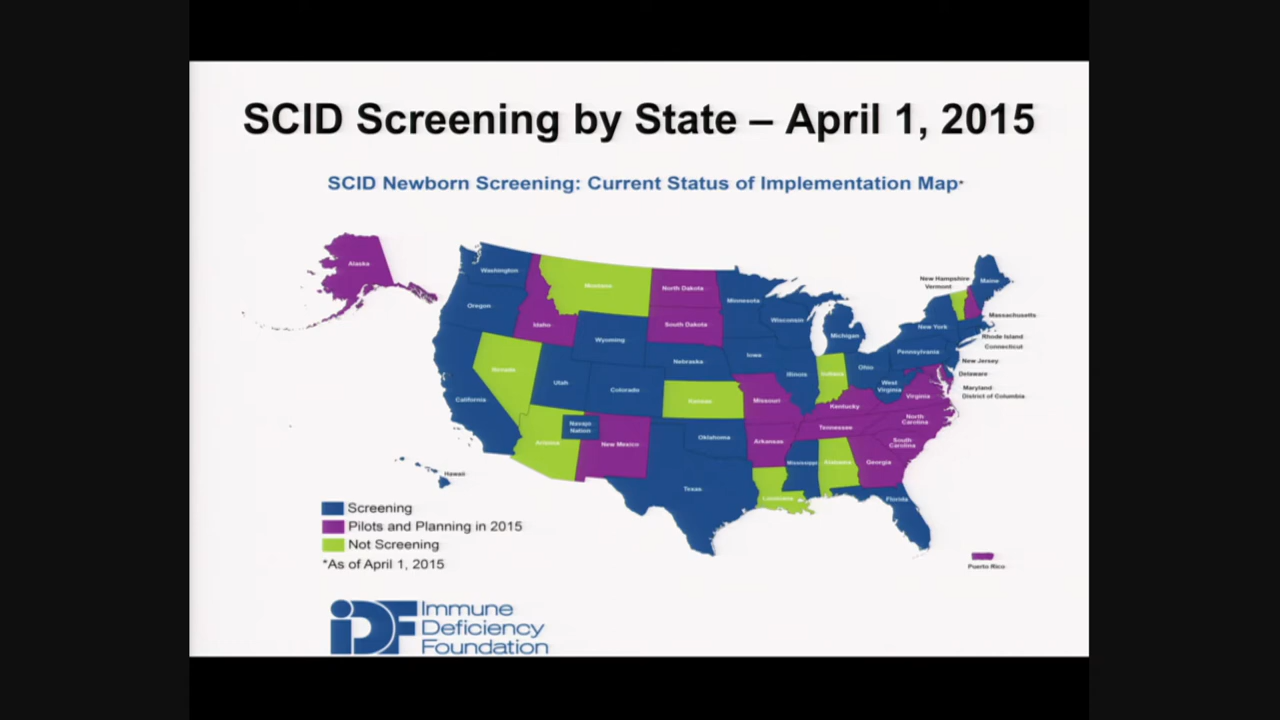 SCID Screening by State – April 1, 2015
SCID Newborn Screening: Current Status of Implementation Map*
Alaska
Washington
Oregon
California
Nevada
Idaho
Montana
Wyoming
Utah
Colorado
Arizona
Navajo
Nation
New Mexico
North Dakota
South Dakota
Nebraska
Kansas
Oklahoma
Texas
Minnesota
Iowa
Missouri
Arkansas
Louisiana
Wisconsin
Illinois
Michigan
Indiana
Ohio
Kentucky
Tennessee
Mississippi
Alabama
Georgia
Florida
South
Carolina
North
Carolina
Virginia
West
Virginia
Pennsylvania
New York
New Hampshire
Vermont
Maine
Massachusetts
Rhode Island
Connecticut
New Jersey
Delaware
Maryland
District of Columbia
Hawaii
Puerto Rico
Screening
Pilots and Planning in 2015
Not Screening
*As of April 1, 2015
IDF Immune
Deficiency
Foundation